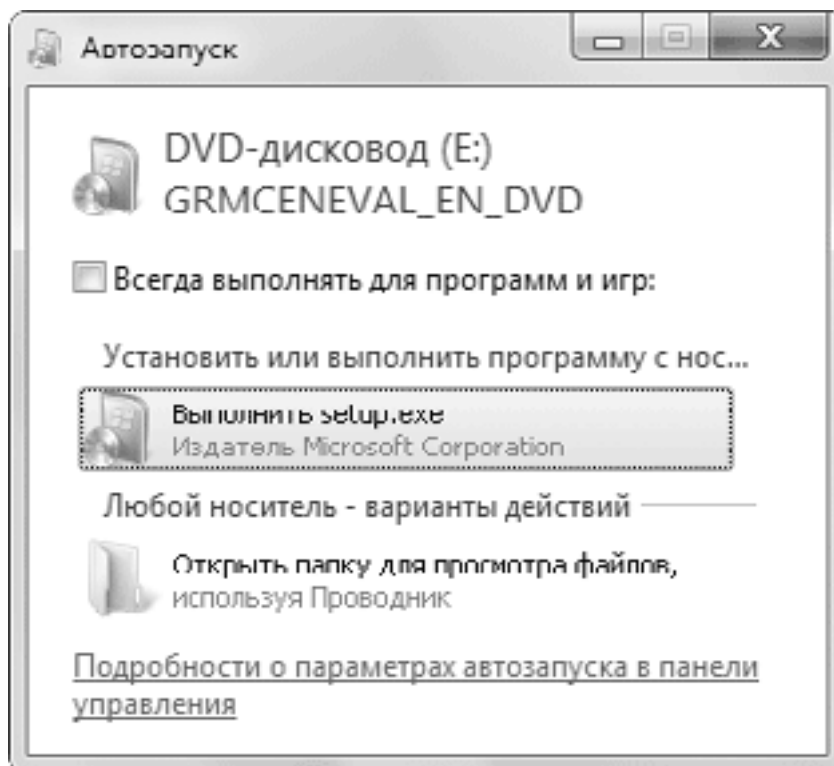 Автозапуск
DVD-дисковод (E:)
GRMCENEVAL_EN_DVD
Всегда выполнять для программ и игр:
Установить или выполнить программу с нос...
Выполнить setup.exe
Издатель Microsoft Corporation
Любой носитель - варианты действий
Открыть папку для просмотра файлов,
используя Проводник
Подробности о параметрах автозапуска в панели
управления